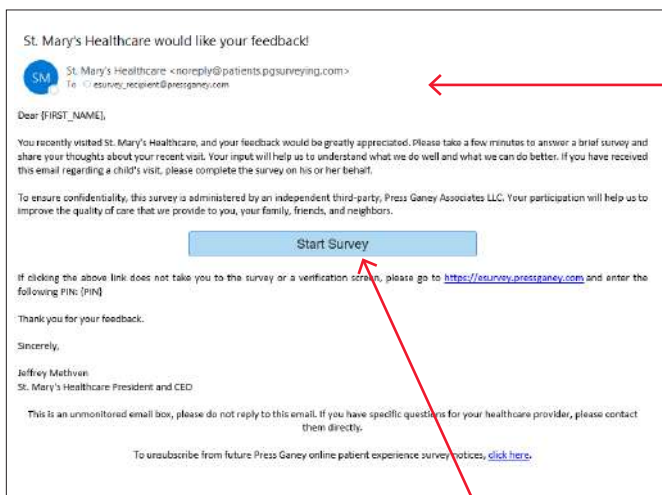 St. Mary's Healthcare would like your feedback!
SM
St. Mary's Healthcare <noreply@patients.pgsurveying.com>
To esurvey_recipient@pressganey.com
Dear {FIRST_NAME},
You recently visited St. Mary's Healthcare, and your feedback would be greatly appreciated. Please take a few minutes to answer a brief survey and
share your thoughts about your recent visit. Your input will help us to understand what we do well and what we can do better. If you have received
this email regarding a child's visit, please complete the survey on his or her behalf.
To ensure confidentiality, this survey is administered by an independent third-party, Press Ganey Associates LLC. Your participation will help us to
improve the quality of care that we provide to you, your family, friends, and neighbors.
Start Survey
If clicking the above link does not take you to the survey or a verification screen, please go to https://esurvey.pressganey.com and enter the
following PIN: {PIN}
Thank you for your feedback.
Sincerely,
Jeffrey Methven
St. Mary's Healthcare President and CEO
This is an unmonitored email box, please do not reply to this email. If you have specific questions for your healthcare provider, please contact
them directly.
To unsubscribe from future Press Ganey online patient experience survey notices, click here.